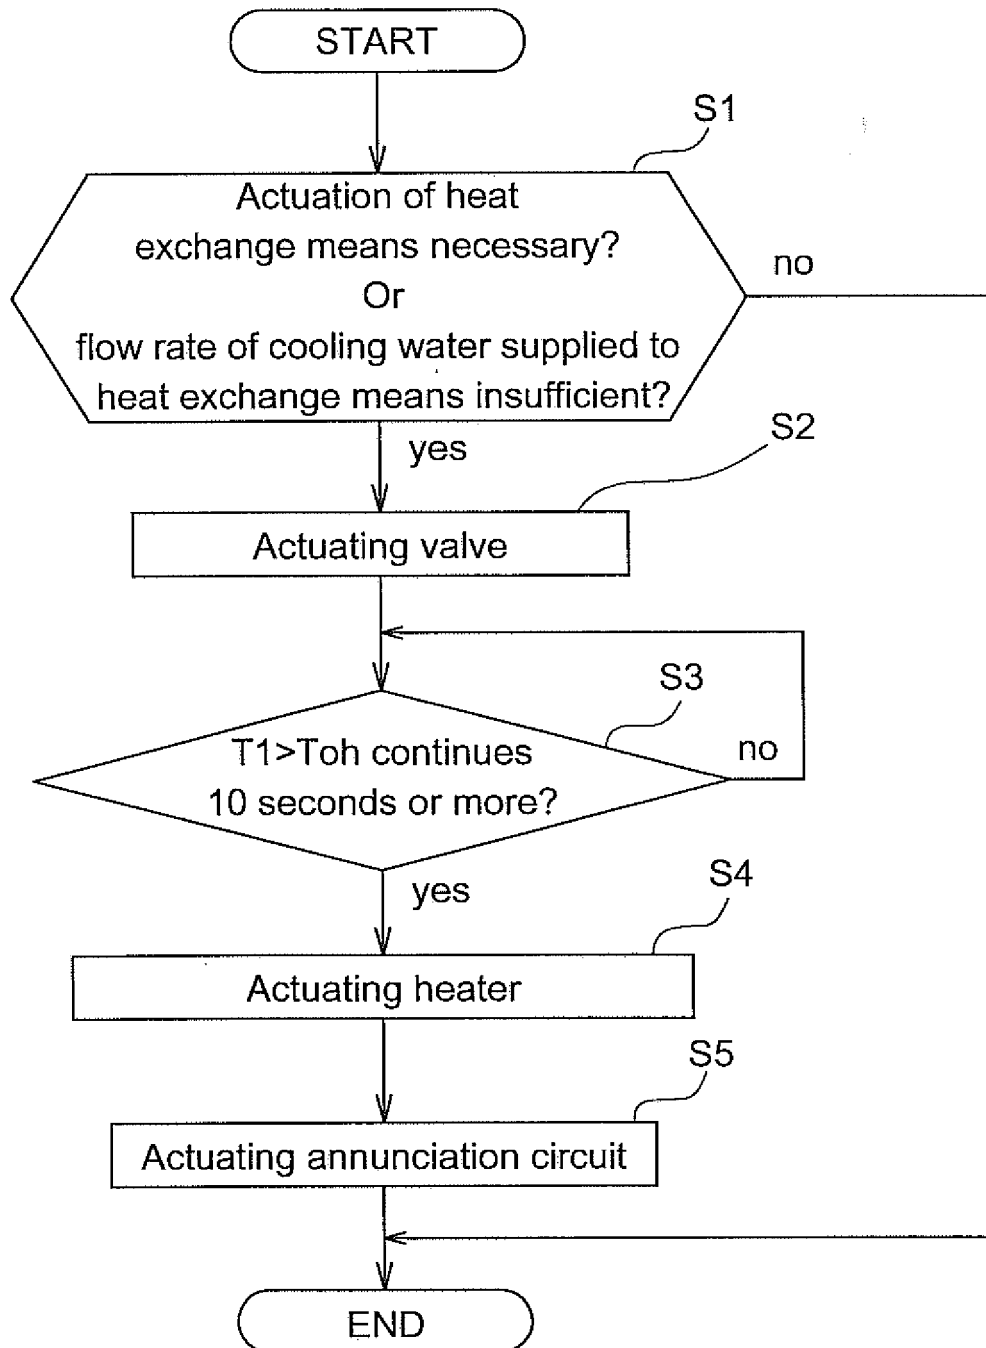 START
S1
Actuation of heat
exchange means necessary?
Or
flow rate of cooling water supplied to
heat exchange means insufficient?
no
yes
S2
Actuating valve
S3
T1>Toh continues
10 seconds or more?
no
yes
S4
Actuating heater
S5
Actuating annunciation circuit
END